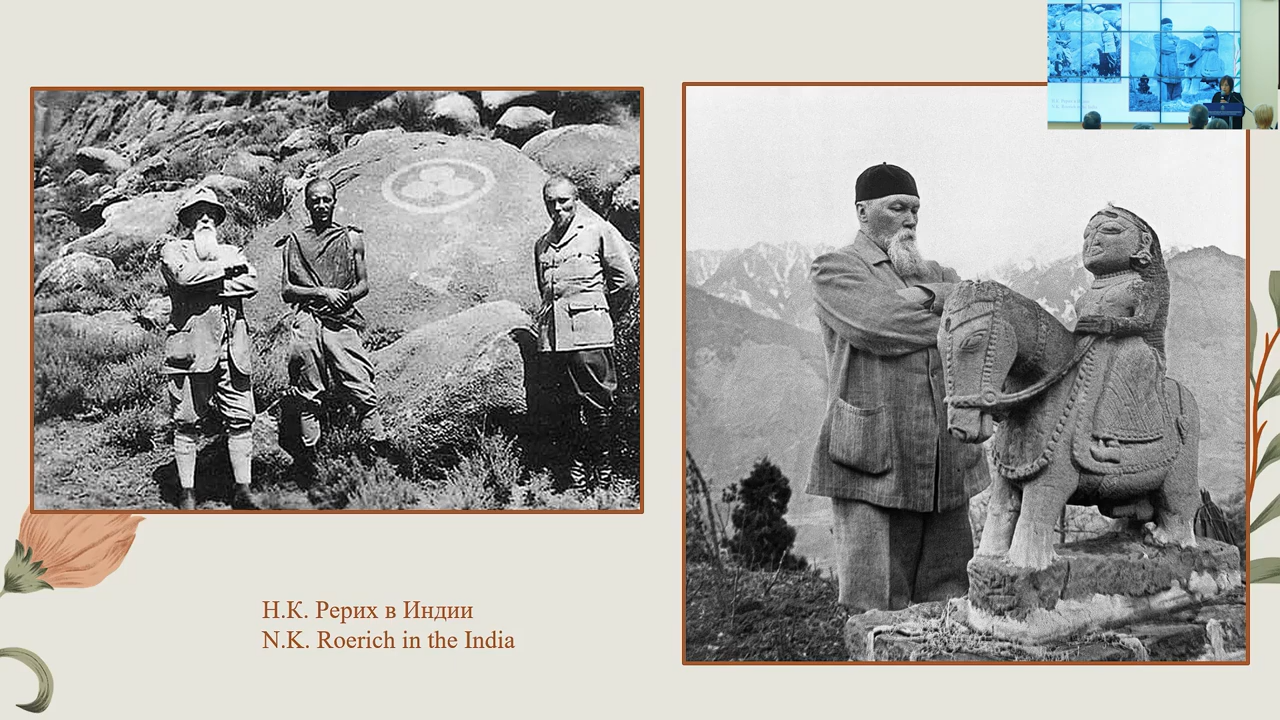 Н.К. Рерих в Индии
N.K. Roerich in the India